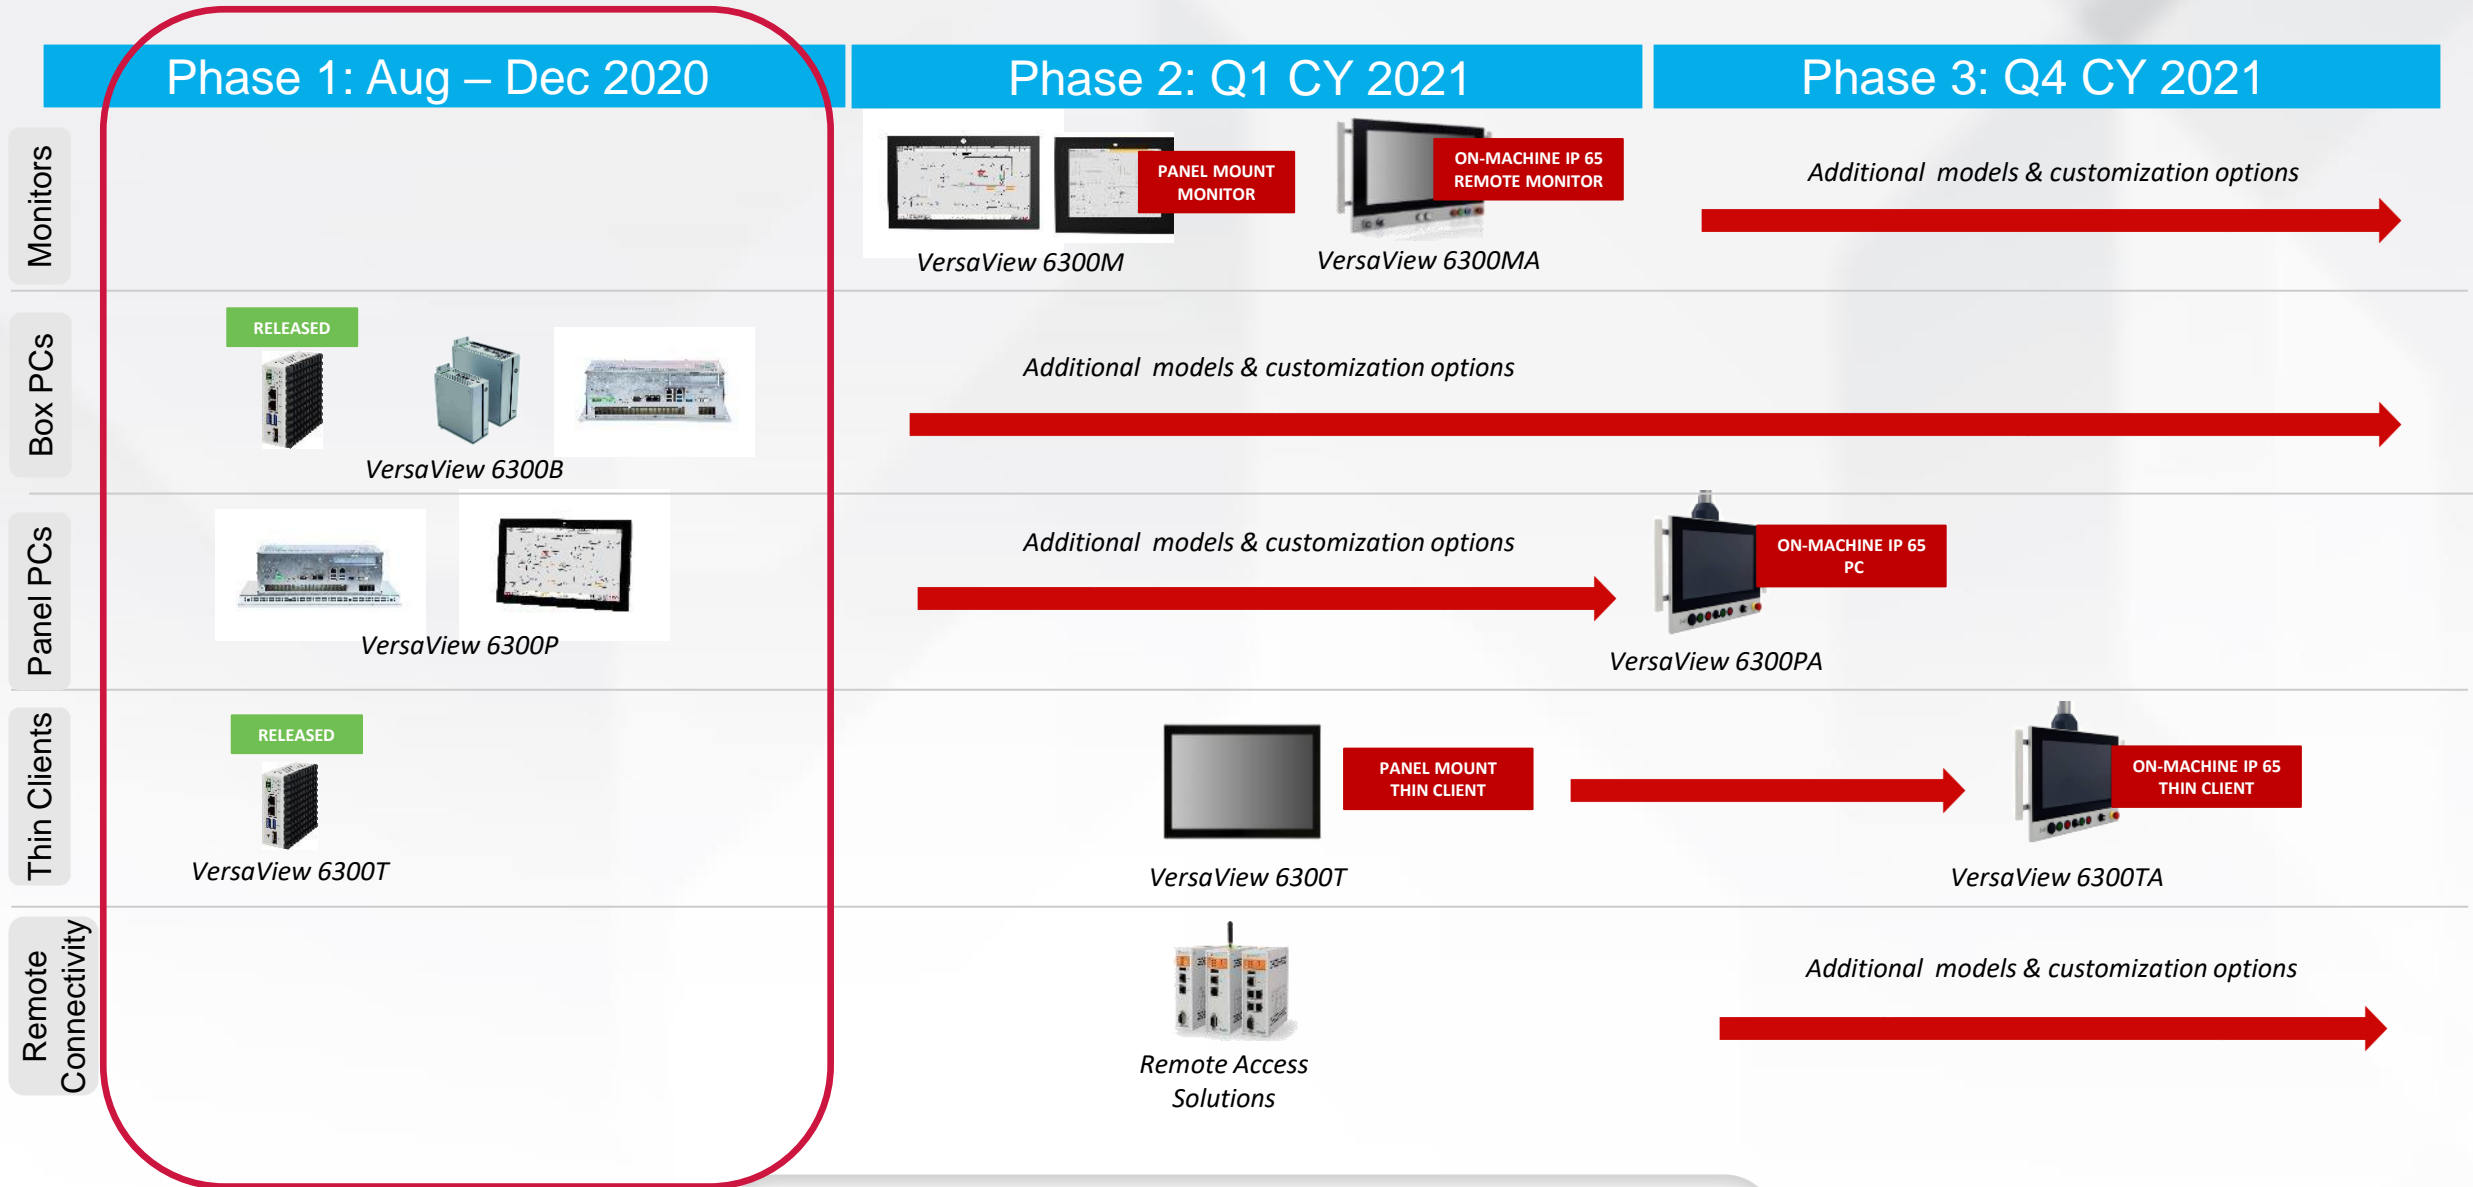 Phase 1: Aug – Dec 2020
Phase 2: Q1 CY 2021
Phase 3: Q4 CY 2021
Monitors
PANEL MOUNT
MONITOR
VersaView 6300M
ON-MACHINE IP 65
REMOTE MONITOR
VersaView 6300MA
Additional models & customization options
Box PCs
RELEASED
VersaView 6300B
Additional models & customization options
Panel PCs
VersaView 6300P
Additional models & customization options
ON-MACHINE IP 65
PC
VersaView 6300PA
Thin Clients
RELEASED
VersaView 6300T
PANEL MOUNT
THIN CLIENT
VersaView 6300T
ON-MACHINE IP 65
THIN CLIENT
VersaView 6300TA
Remote
Connectivity
Remote Access
Solutions
Additional models & customization options